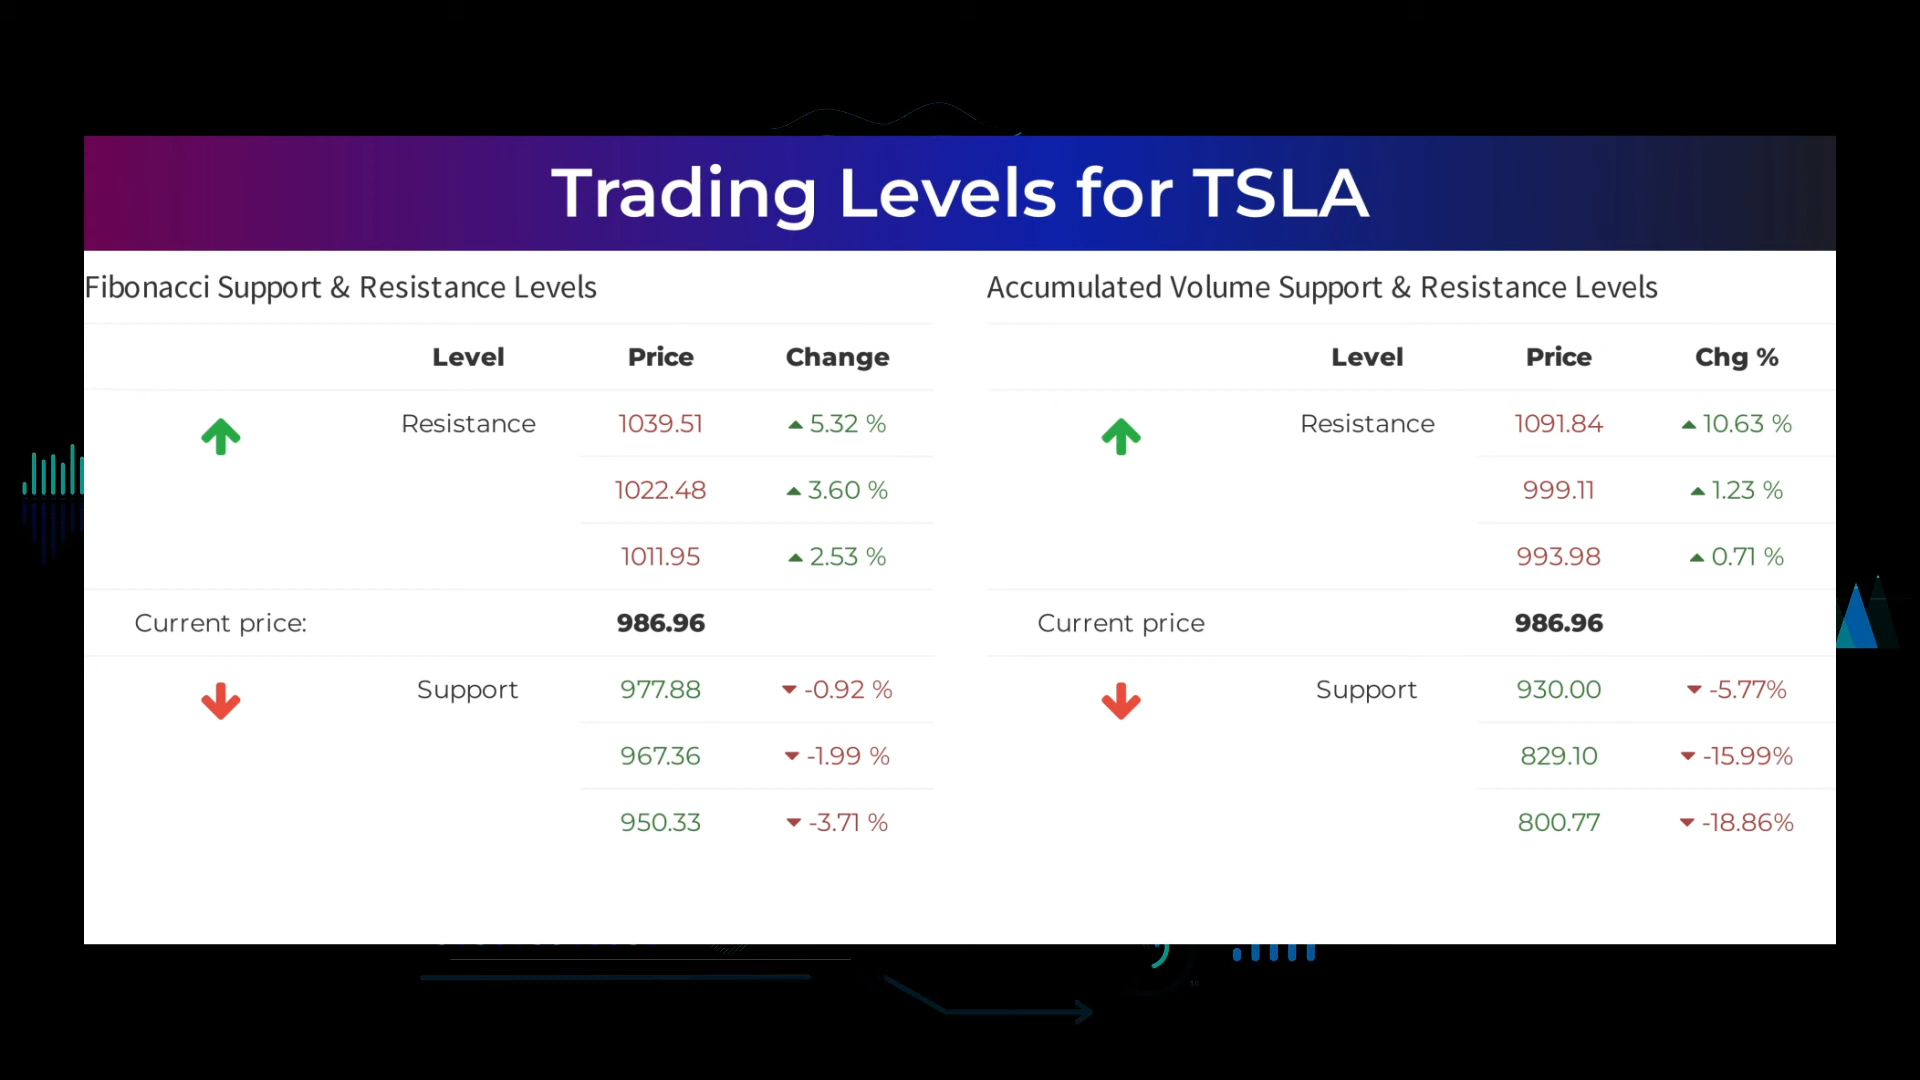 Trading Levels for TSLA
Fibonacci Support & Resistance Levels
Level Price Change
Resistance 1039.51 5.32 %
1022.48 3.60 %
1011.95 2.53 %
Current price: 986.96
Support 977.88 -0.92 %
967.36 -1.99 %
950.33 -3.71 %
Accumulated Volume Support & Resistance Levels
Level Price Chg %
Resistance 1091.84 10.63 %
999.11 1.23 %
993.98 0.71 %
Current price 986.96
Support 930.00 -5.77%
829.10 -15.99%
800.77 -18.86%